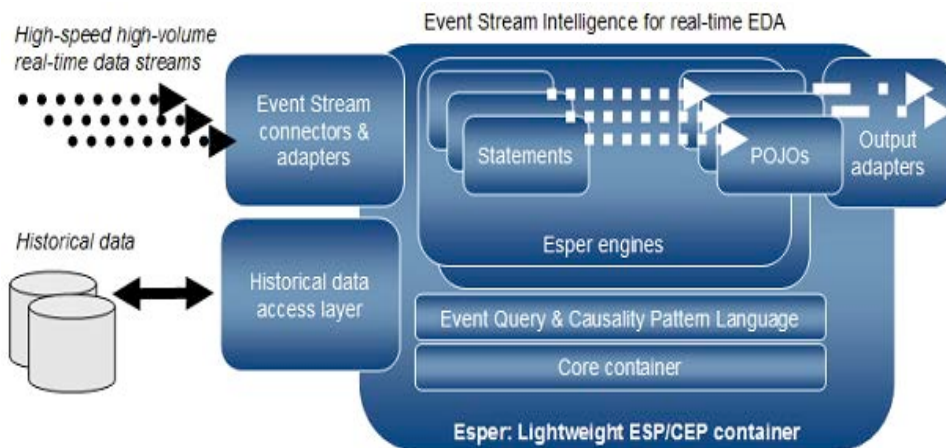 Event Stream Intelligence for real-time EDA
High-speed high-volume
real-time data streams
Event Stream
connectors &
adapters
Statements
POJOs
Output
adapters
Esper engines
Historical data
Historical data
access layer
Event Query & Causality Pattern Language
Core container
Esper: Lightweight ESP/CEP container